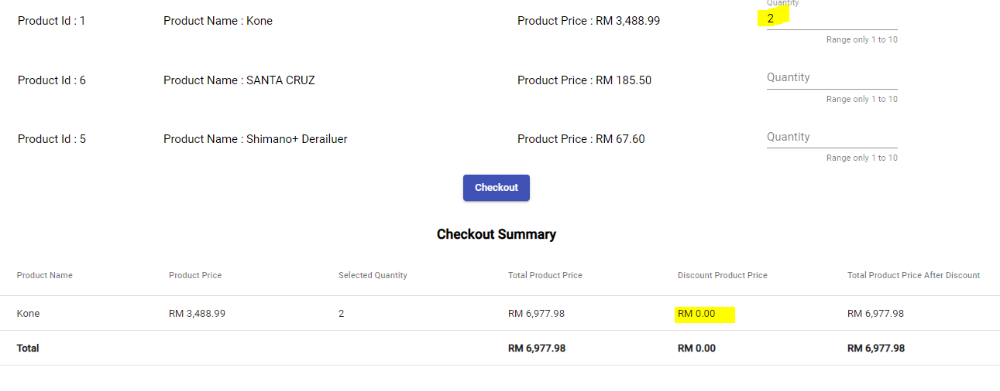 Quantity
Product Id : 1 Product Name : Kone Product Price : RM 3,488.99 2
Range only 1 to 10
Product Id : 6 Product Name : SANTA CRUZ Product Price : RM 185.50 Quantity
Range only 1 to 10
Product Id : 5 Product Name : Shimano+ Derailuer Product Price : RM 67.60 Quantity
Range only 1 to 10
Checkout
Checkout Summary
Product Name Product Price Selected Quantity Total Product Price Discount Product Price Total Product Price After Discount
Kone RM 3,488.99 2 RM 6,977.98 RM 0.00 RM 6,977.98
Total RM 6,977.98 RM 0.00 RM 6,977.98